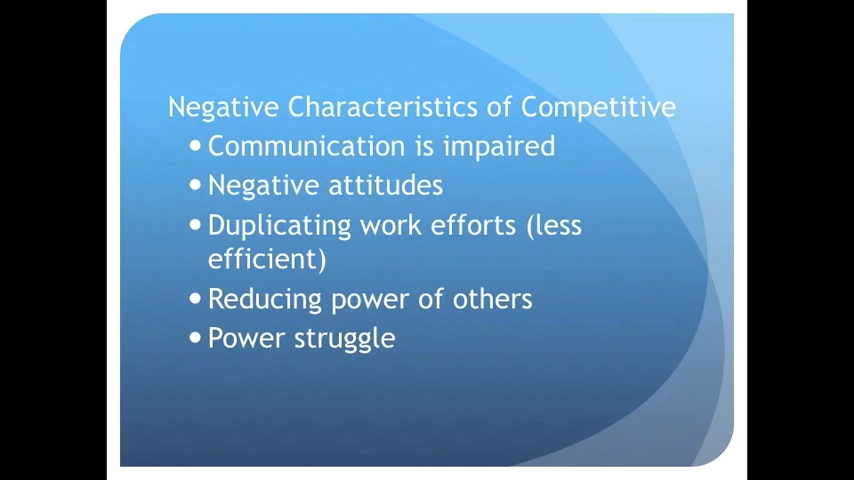 Negative Characteristics of Competitive
• Communication is impaired
• Negative attitudes
• Duplicating work efforts (less
efficient)
• Reducing power of others
• Power struggle